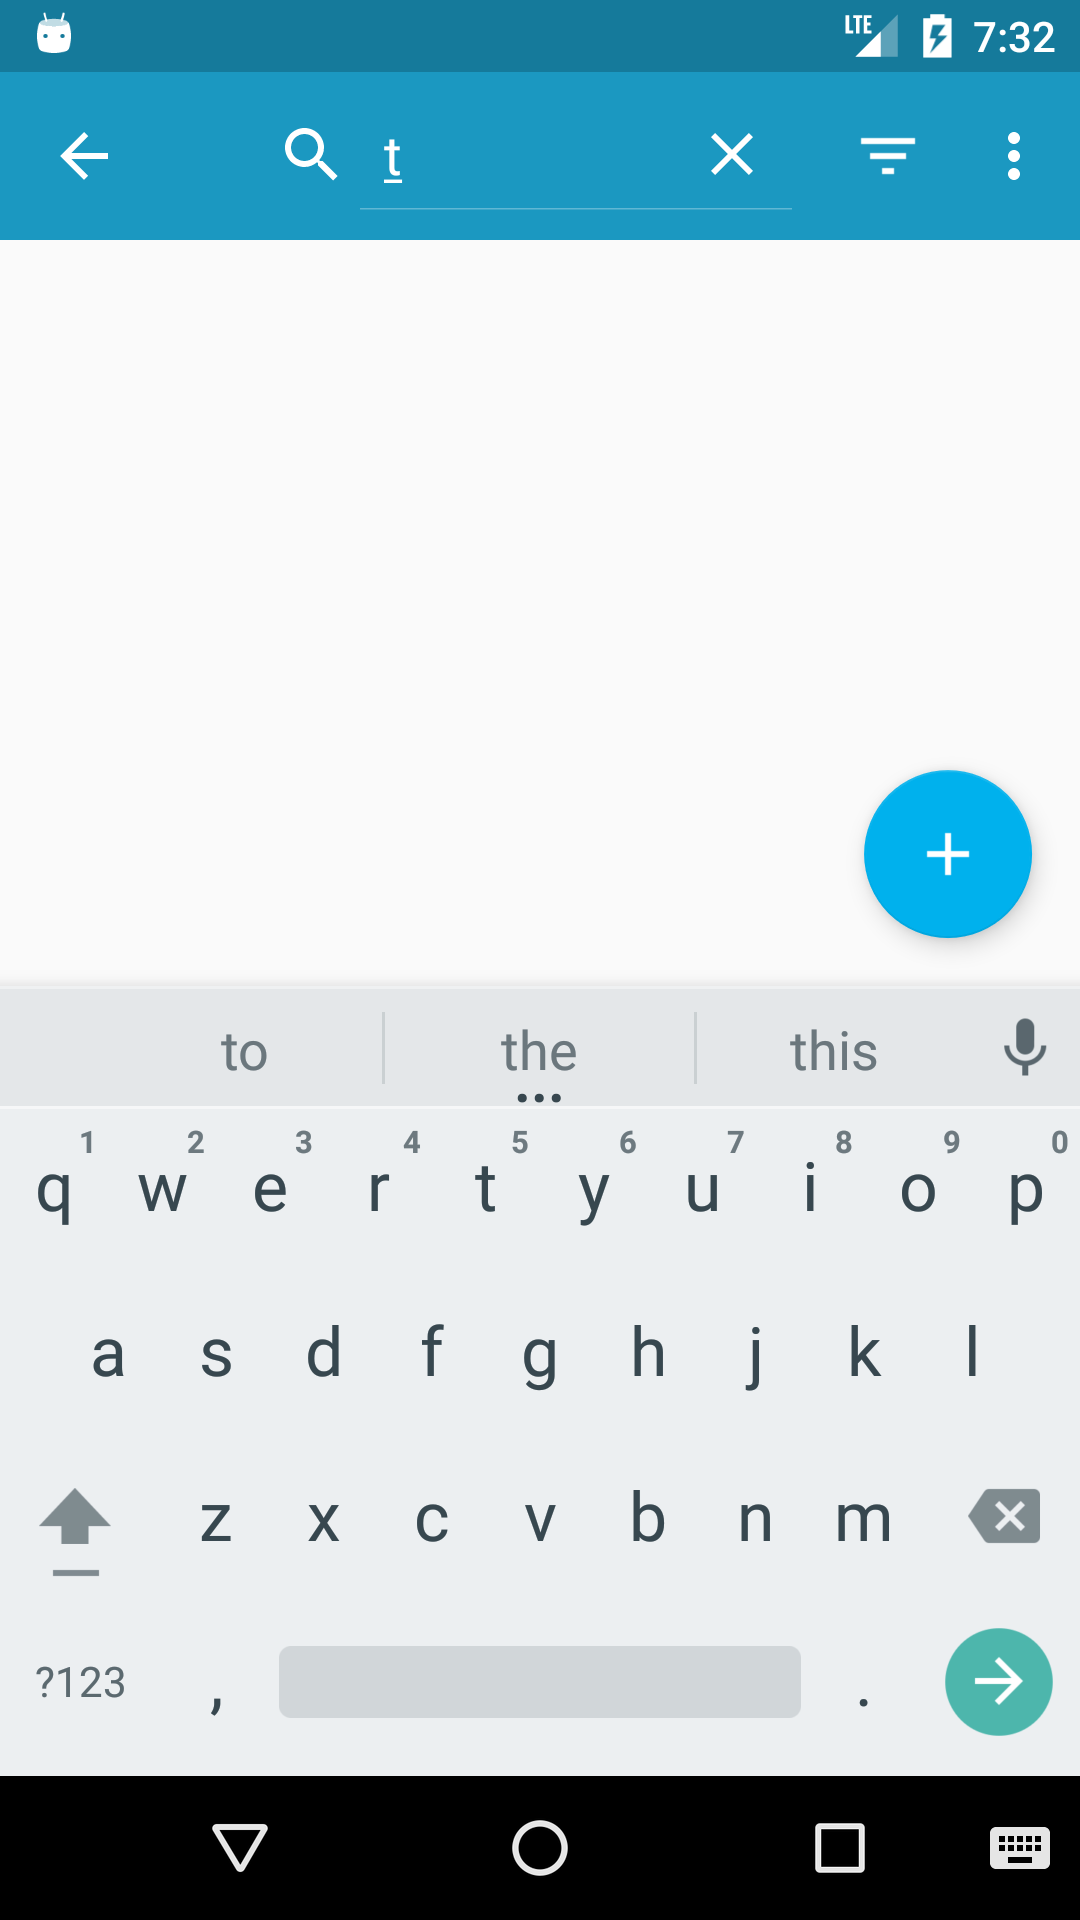 LTE 7:32
t
to the this
1 2 3 4 5 6 7 8 9 0
q w e r t y u i o p
a s d f g h j k l
z x c v b n m
?123 , .